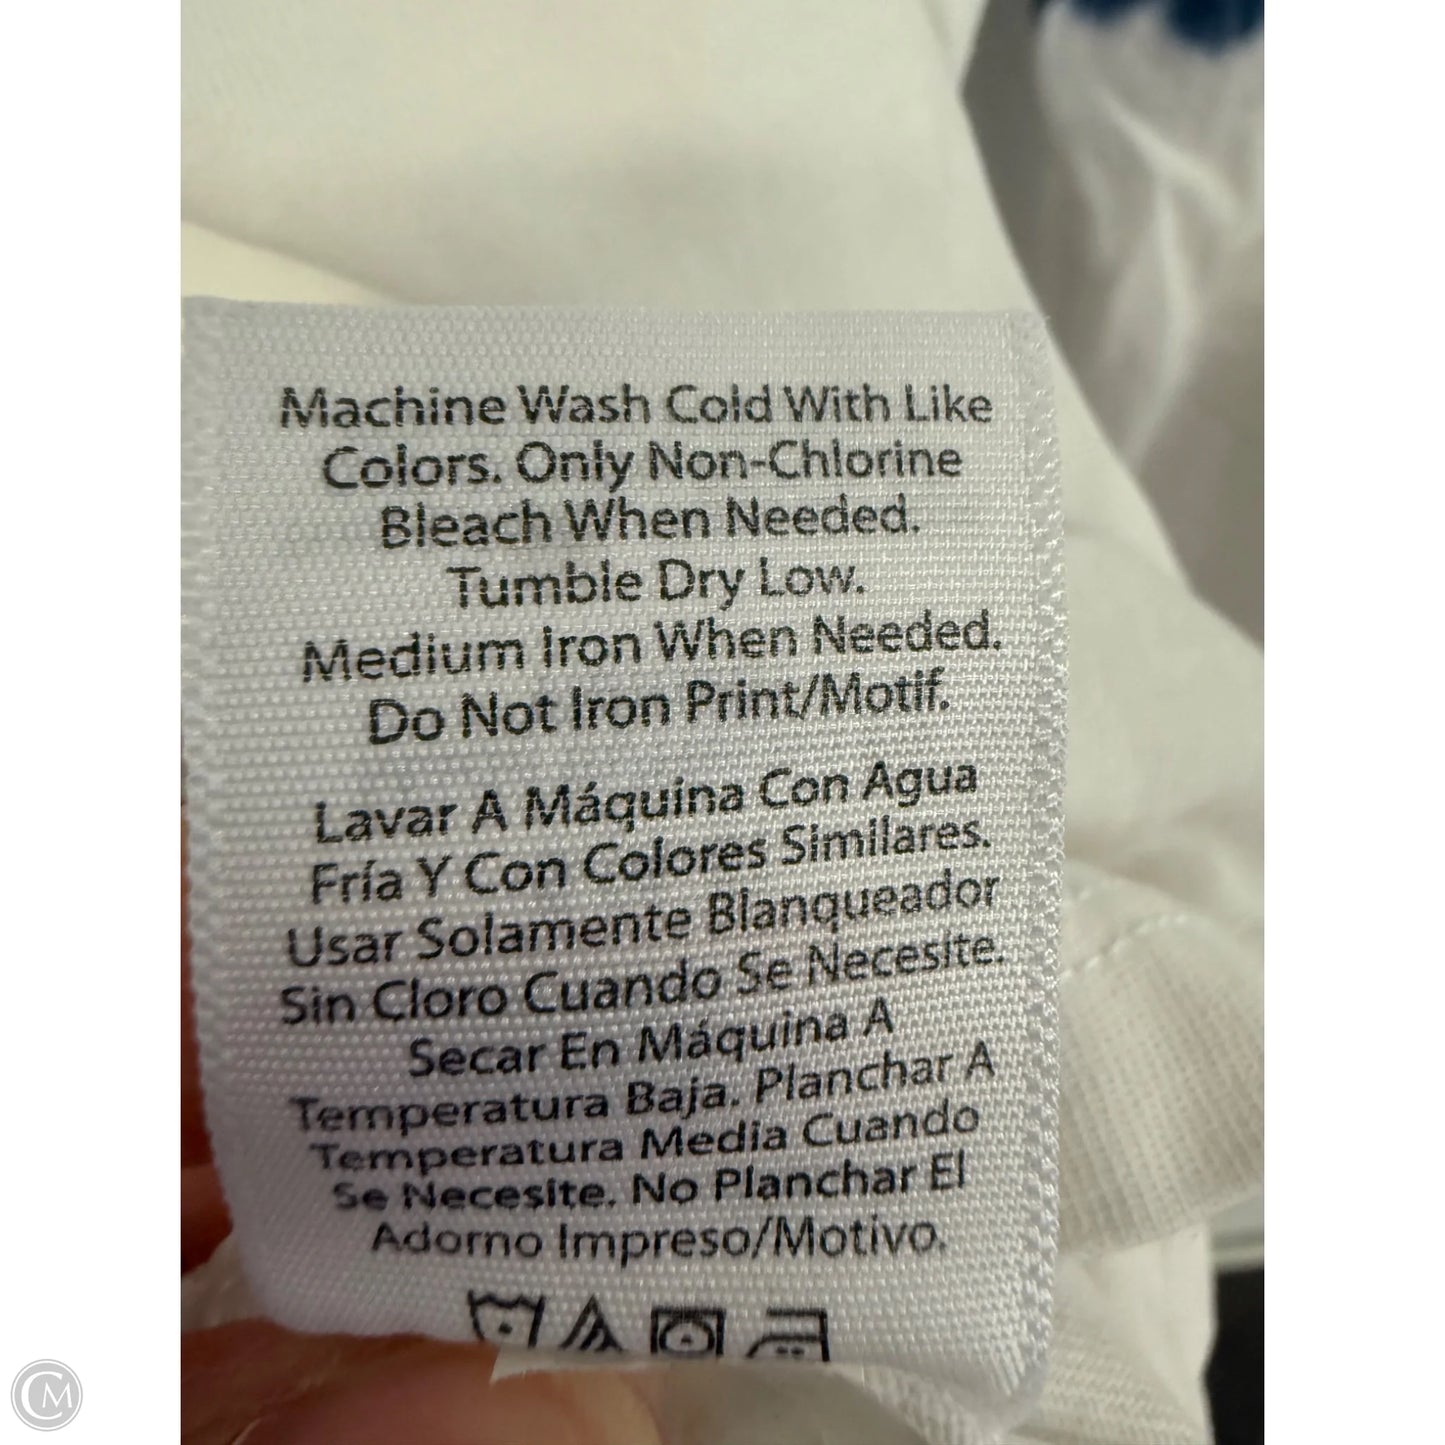 Machine Wash Cold With Like
Colors. Only Non-Chlorine
Bleach When Needed.
Tumble Dry Low.
Medium Iron When Needed.
Do Not Iron Print/Motif.
Lavar A Máquina Con Agua
Fría Y Con Colores Similares.
Usar Solamente Blanqueador
Sin Cloro Cuando Se Necesite.
Secar En Máquina A
Temperatura Baja. Planchar A
Temperatura Media Cuando
Se Necesite. No Planchar El
Adorno Impreso/Motivo.
CM